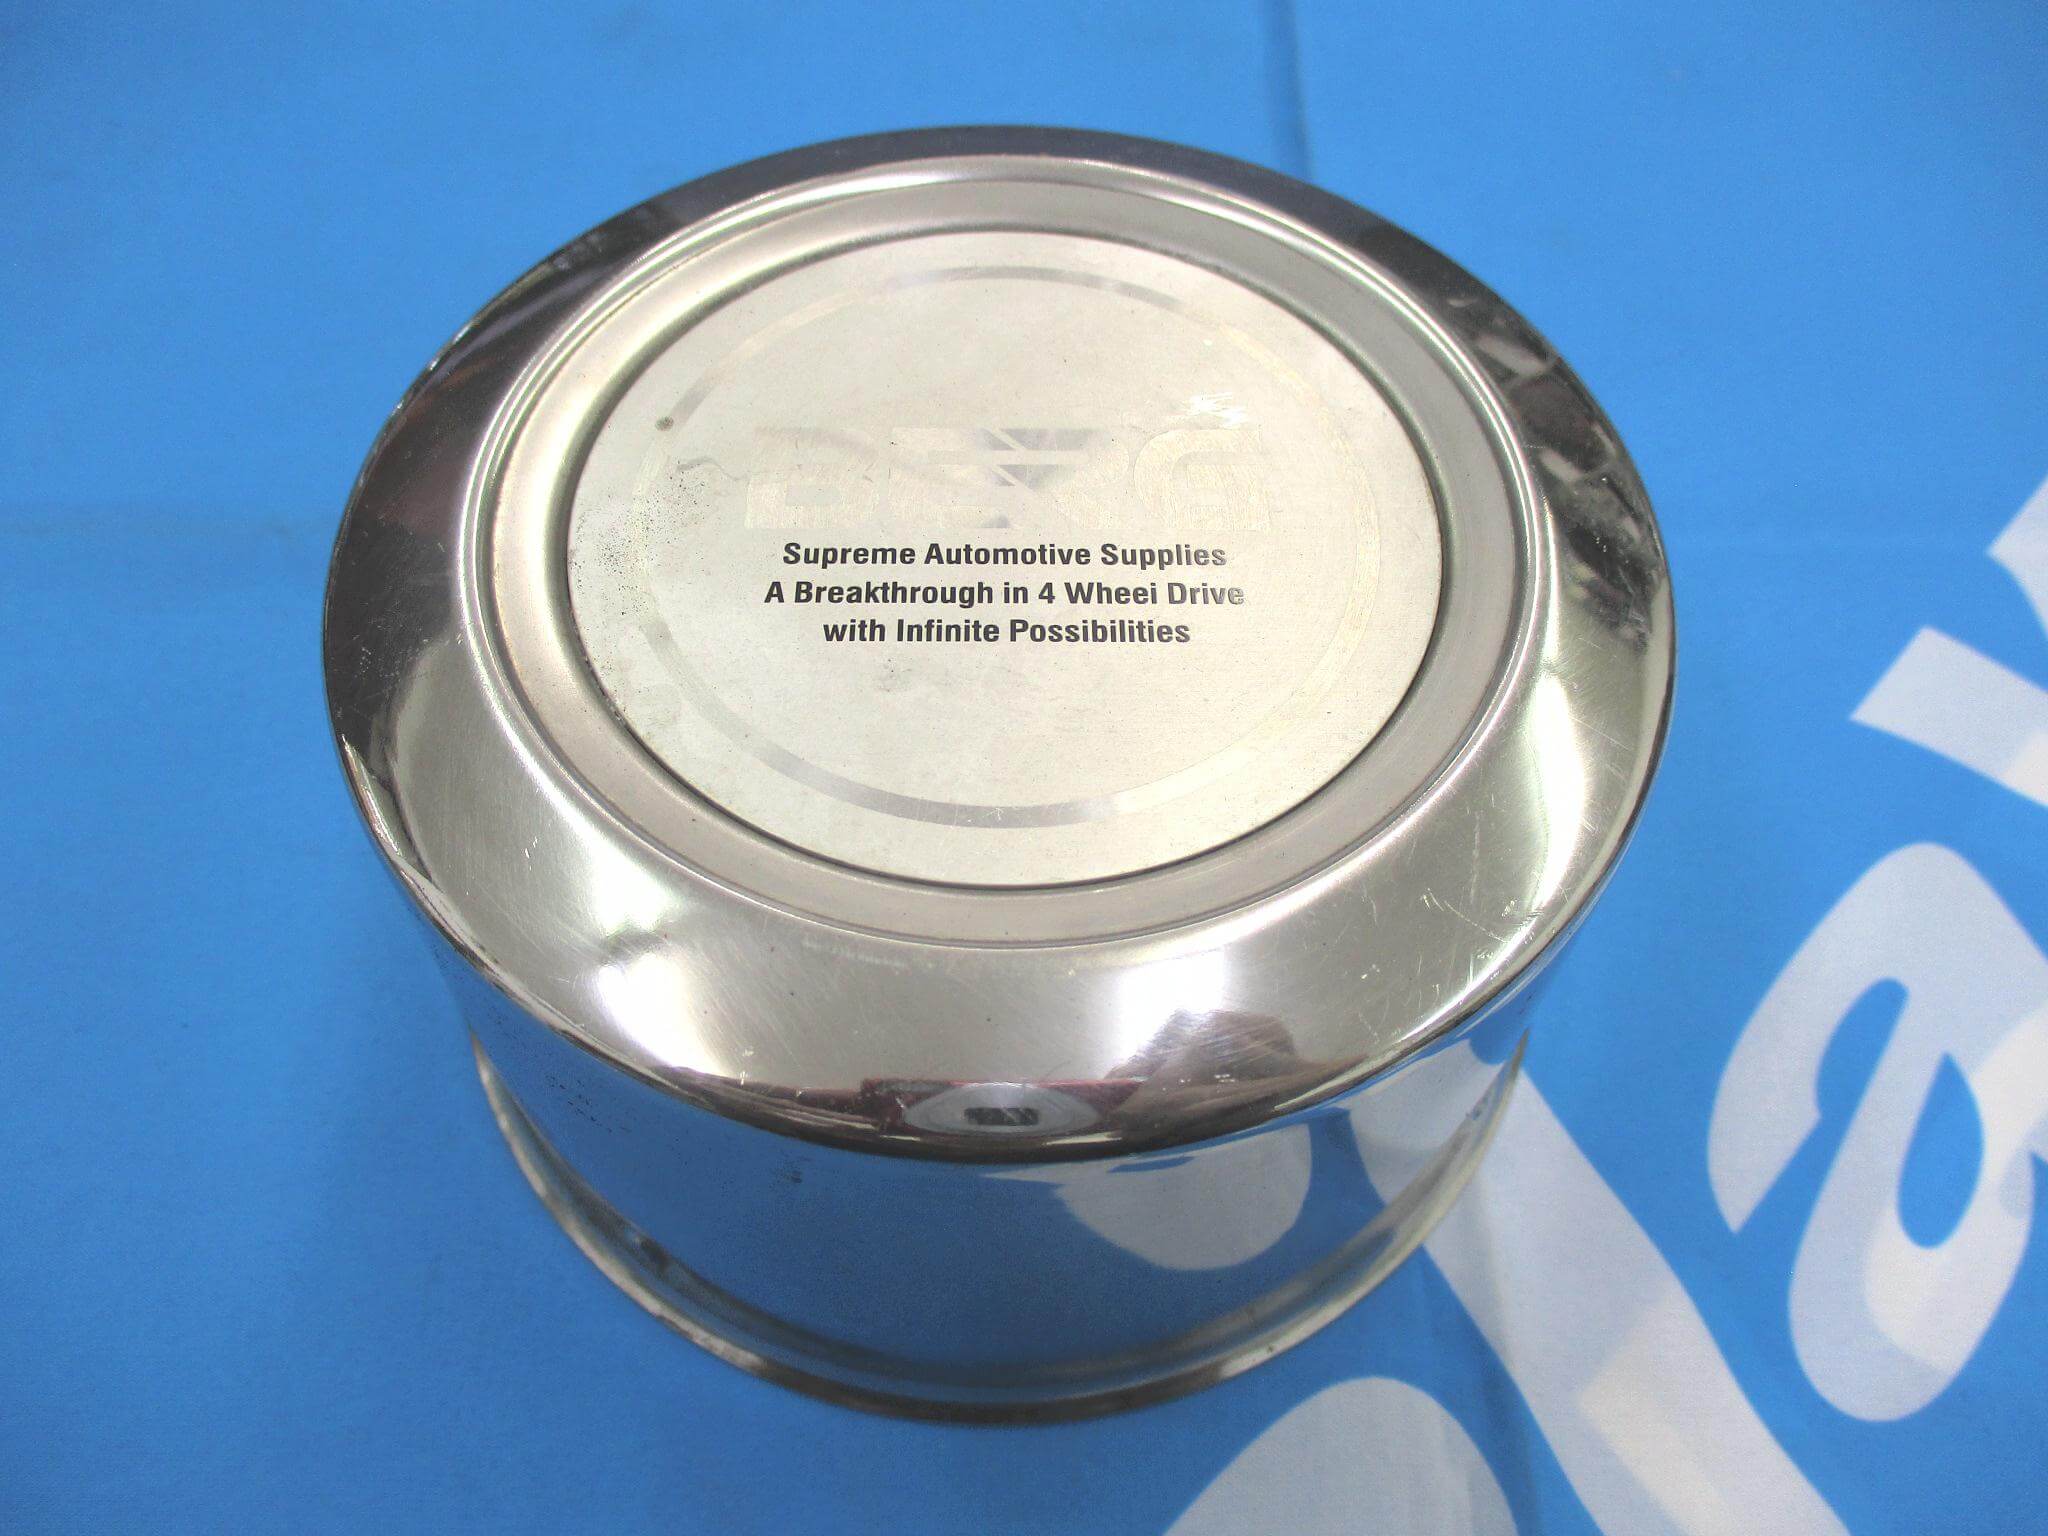 BERG
Supreme Automotive Supplies
A Breakthrough in 4 Wheei Drive
with Infinite Possibilities